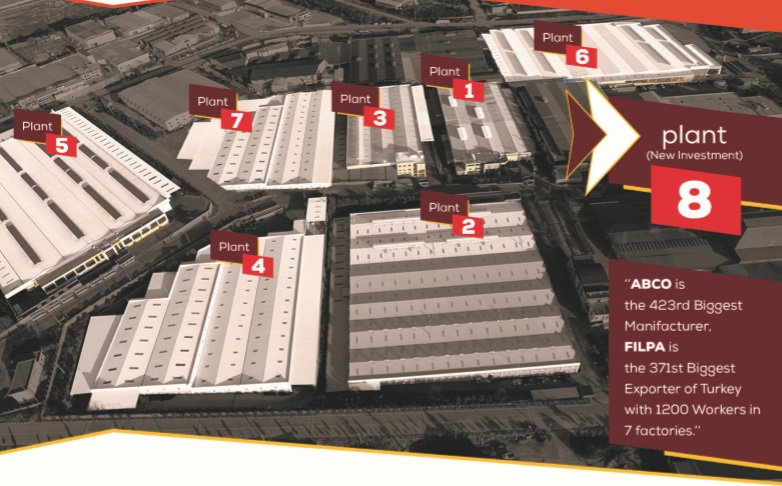 Plant
6
Plant
1
Plant
3
Plant
7
Plant
5
plant
(New Investment)
8
Plant
2
Plant
4
"ABCO is
the 423rd Biggest
Manifacturer,
FILPA is
the 371st Biggest
Exporter of Turkey
with 1200 Workers in
7 factories."